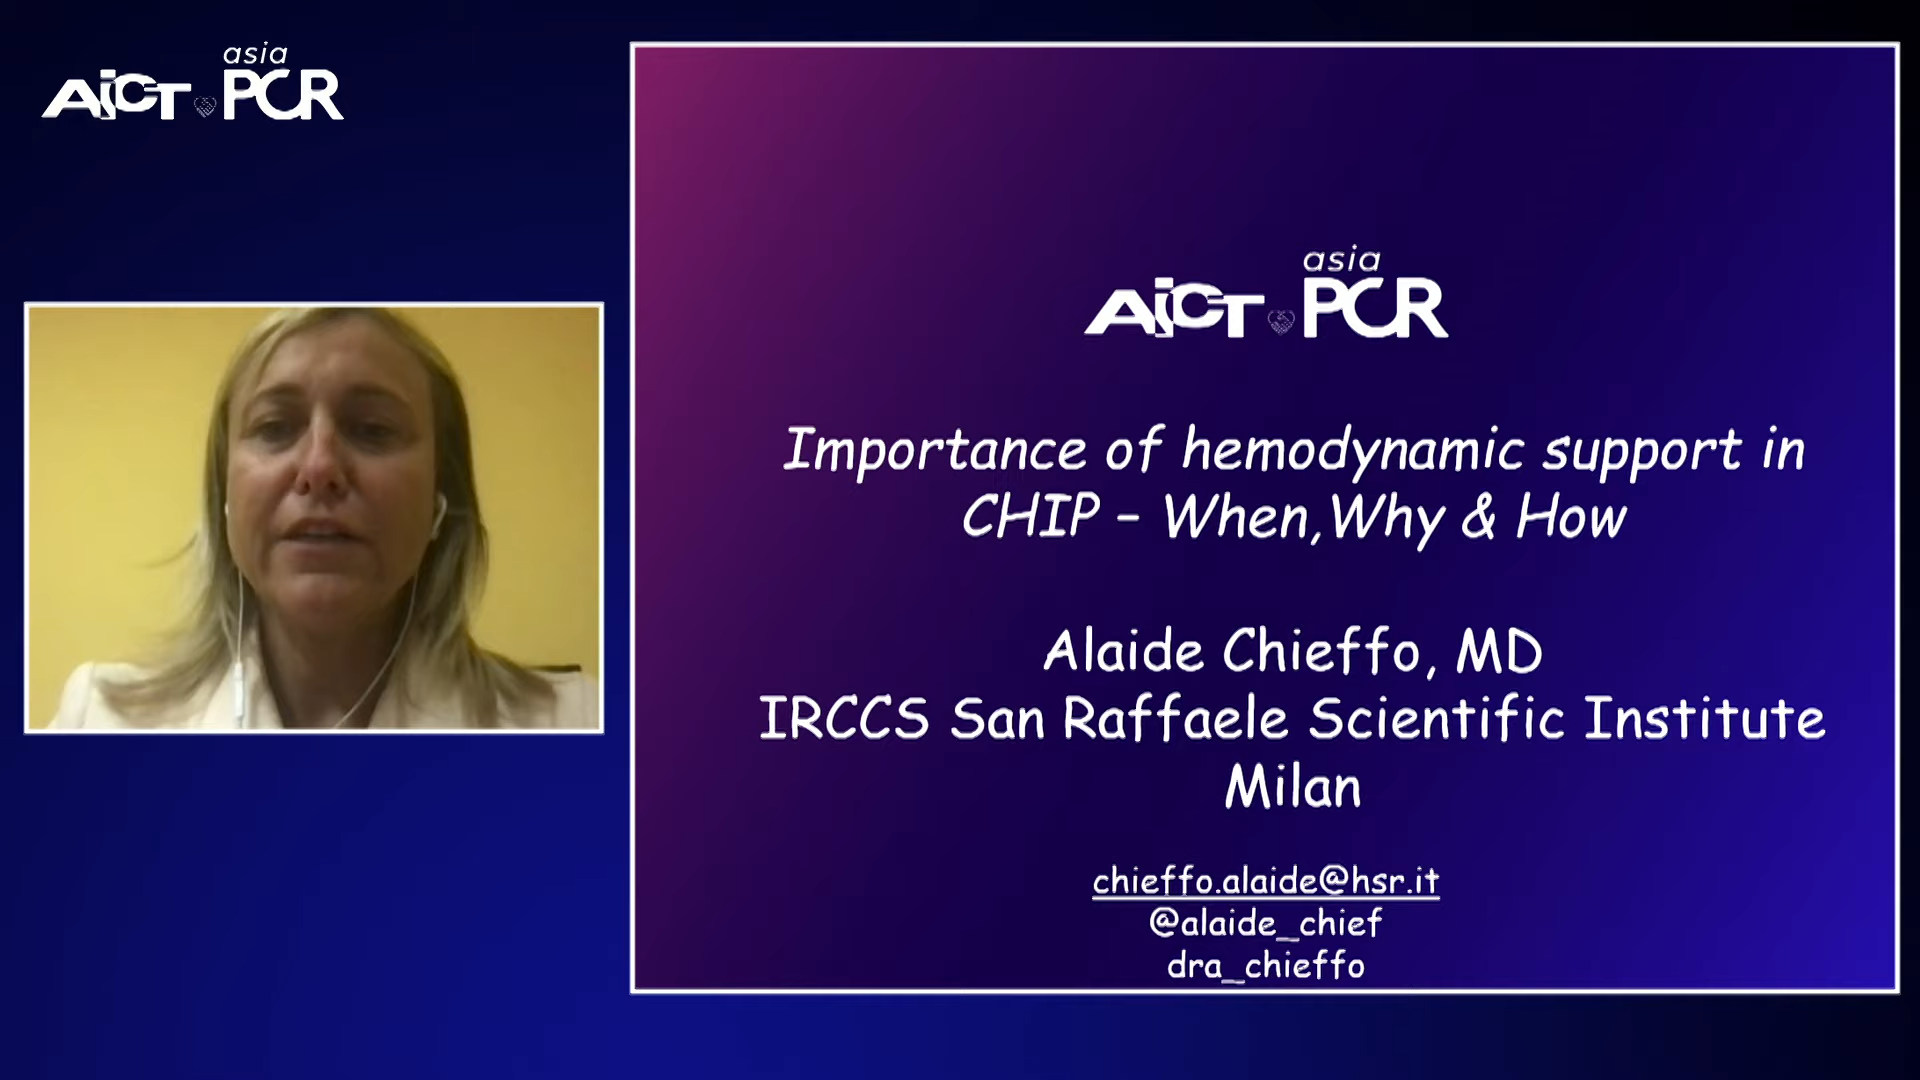 asia
AICT PCR
asia
AICT PCR
Importance of hemodynamic support in
CHIP – When,Why & How
Alaide Chieffo, MD
IRCCS San Raffaele Scientific Institute
Milan
chieffo.alaide@hsr.it
@alaide_chief
dra_chieffo